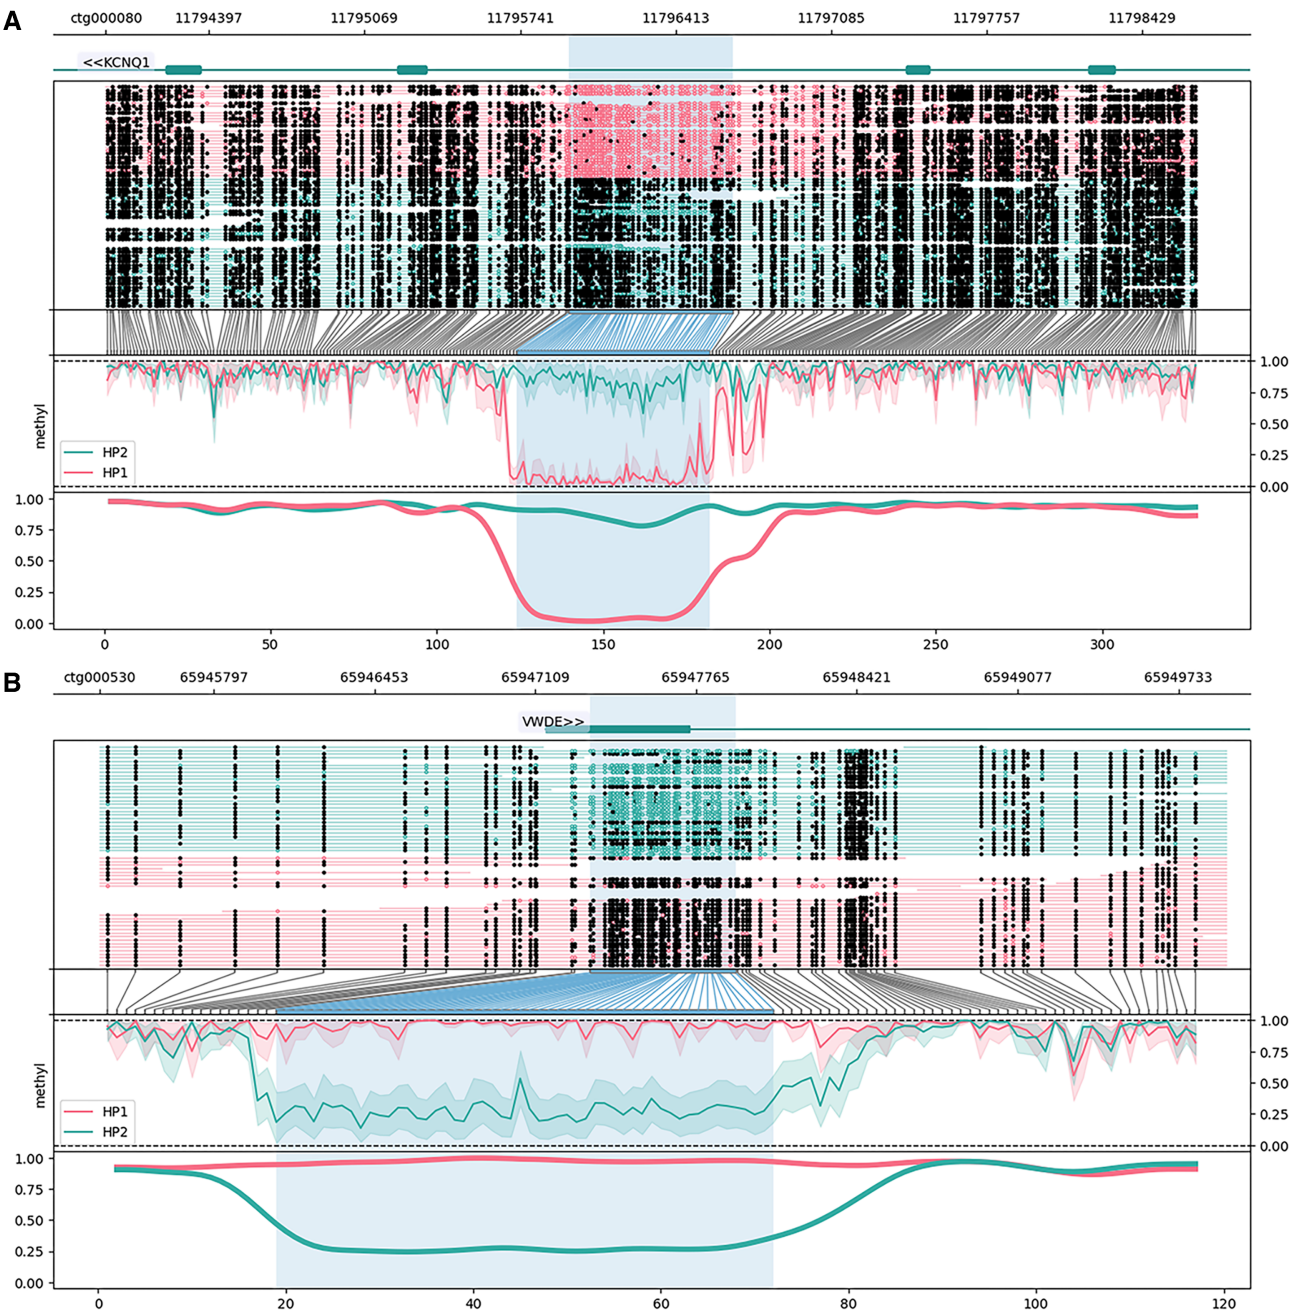 A
ctg000080 11794397 11795069 11795741 11796413 11797085 11797757 11798429
<<KCNQ1
1.00
0.75
0.50
0.25
0.00
methyl
HP2
HP1
1.00
0.75
0.50
0.25
0.00
0 50 100 150 200 250 300
B
ctg000530 65945797 65946453 65947109 65947765 65948421 65949077 65949733
VWDE>>
1.00
0.75
0.50
0.25
0.00
methyl
HP1
HP2
1.00
0.75
0.50
0.25
0.00
0 20 40 60 80 100 120